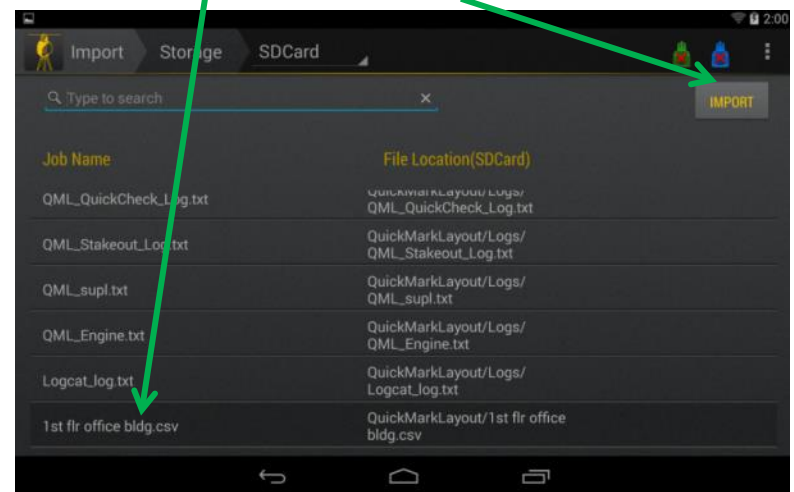 2:00
Import Storage SDCard
Type to search
IMPORT
Job Name File Location(SDCard)
QuickMarkLayout/Logs/
QML_QuickCheck_Log.txt QML_QuickCheck_Log.txt
QuickMarkLayout/Logs/
QML_Stakeout_Log.txt QML_Stakeout_Log.txt
QuickMarkLayout/Logs/
QML_supl.txt QML_supl.txt
QuickMarkLayout/Logs/
QML_Engine.txt QML_Engine.txt
QuickMarkLayout/Logs/
Logcat_log.txt Logcat_log.txt
1st flr office bldg.csv QuickMarkLayout/1st flr office
bldg.csv